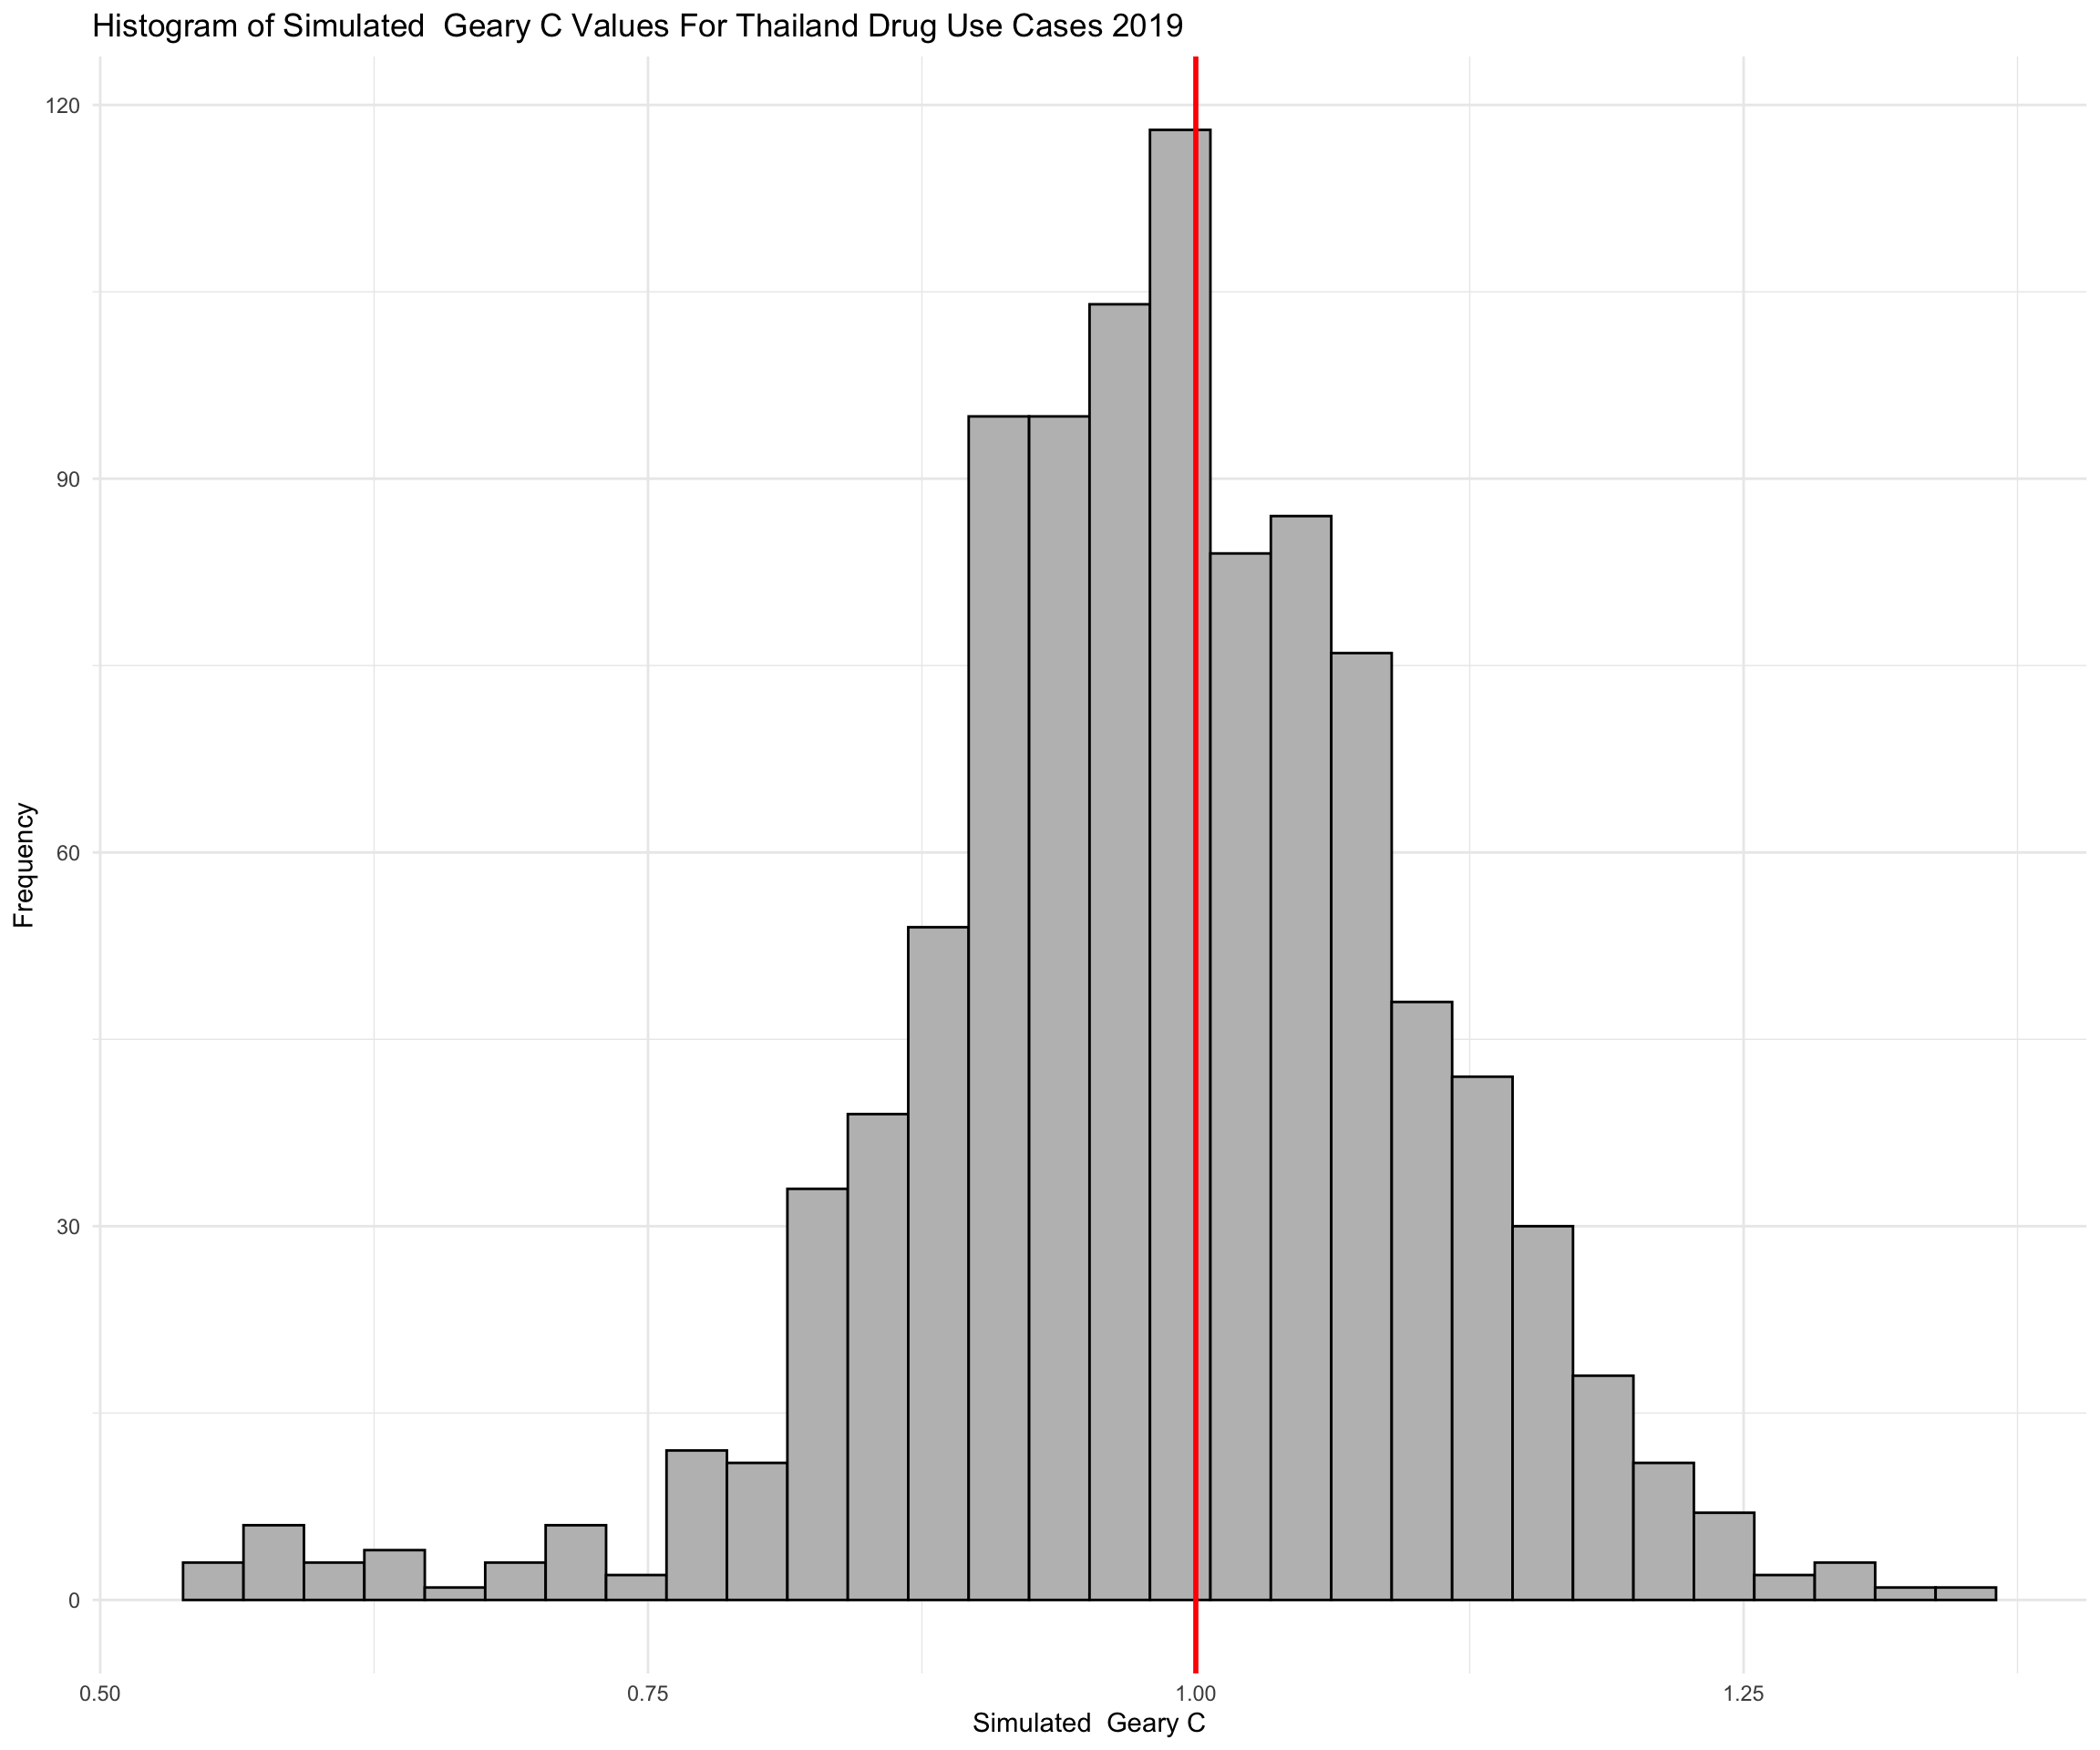 Histogram of Simulated  Geary C Values For Thailand Drug Use Cases 2019
120
90
60
30
0
Frequency
0.50 0.75 1.00 1.25
Simulated  Geary C